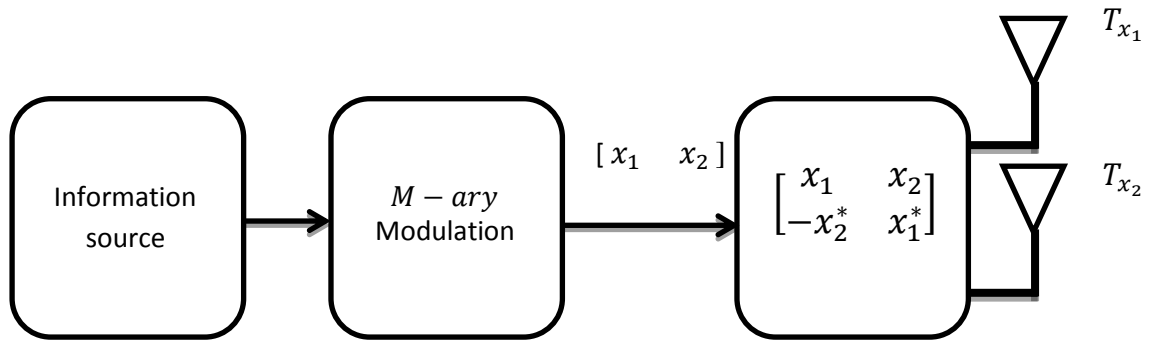 Information
source
M − ary
Modulation
[ x₁ x₂ ]
x₁ x₂
−x₂* x₁*
Tₓ₁
Tₓ₂